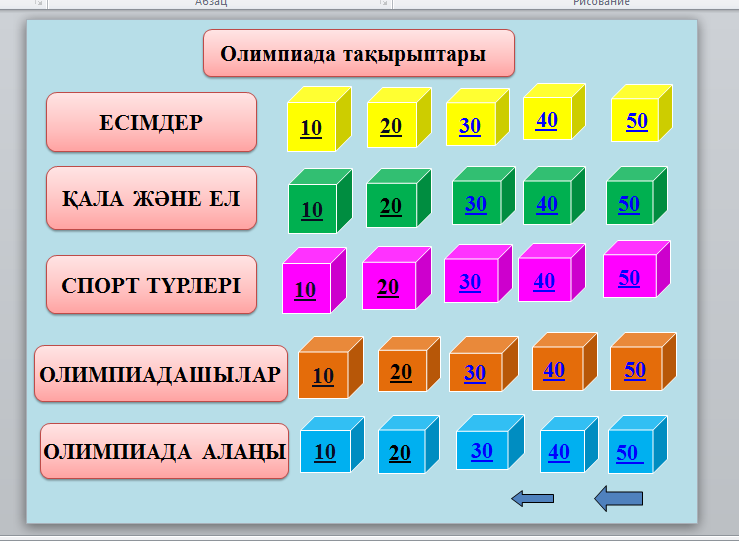 Абзац Рисование
Олимпиада тақырыптары
ЕСІМДЕР 10 20 30 40 50
ҚАЛА ЖӘНЕ ЕЛ 10 20 30 40 50
СПОРТ ТҮРЛЕРІ 10 20 30 40 50
ОЛИМПИАДАШЫЛАР 10 20 30 40 50
ОЛИМПИАДА АЛАҢЫ 10 20 30 40 50